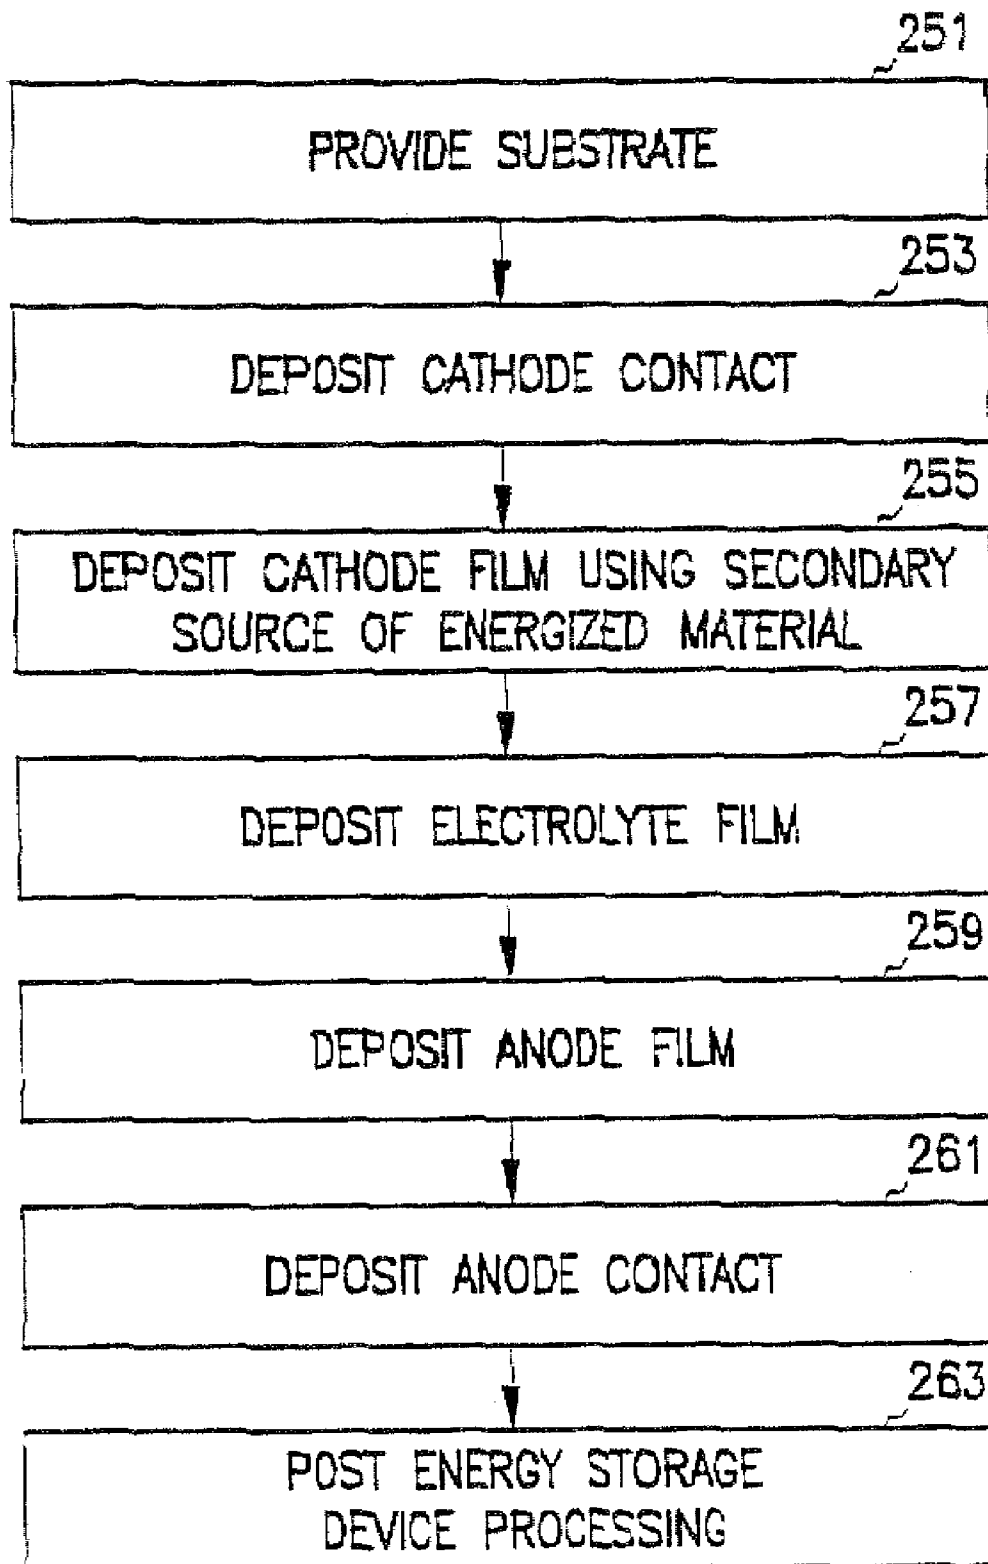 251
PROVIDE SUBSTRATE
253
DEPOSIT CATHODE CONTACT
255
DEPOSIT CATHODE FILM USING SECONDARY
SOURCE OF ENERGIZED MATERIAL
257
DEPOSIT ELECTROLYTE FILM
259
DEPOSIT ANODE FILM
261
DEPOSIT ANODE CONTACT
263
POST ENERGY STORAGE
DEVICE PROCESSING